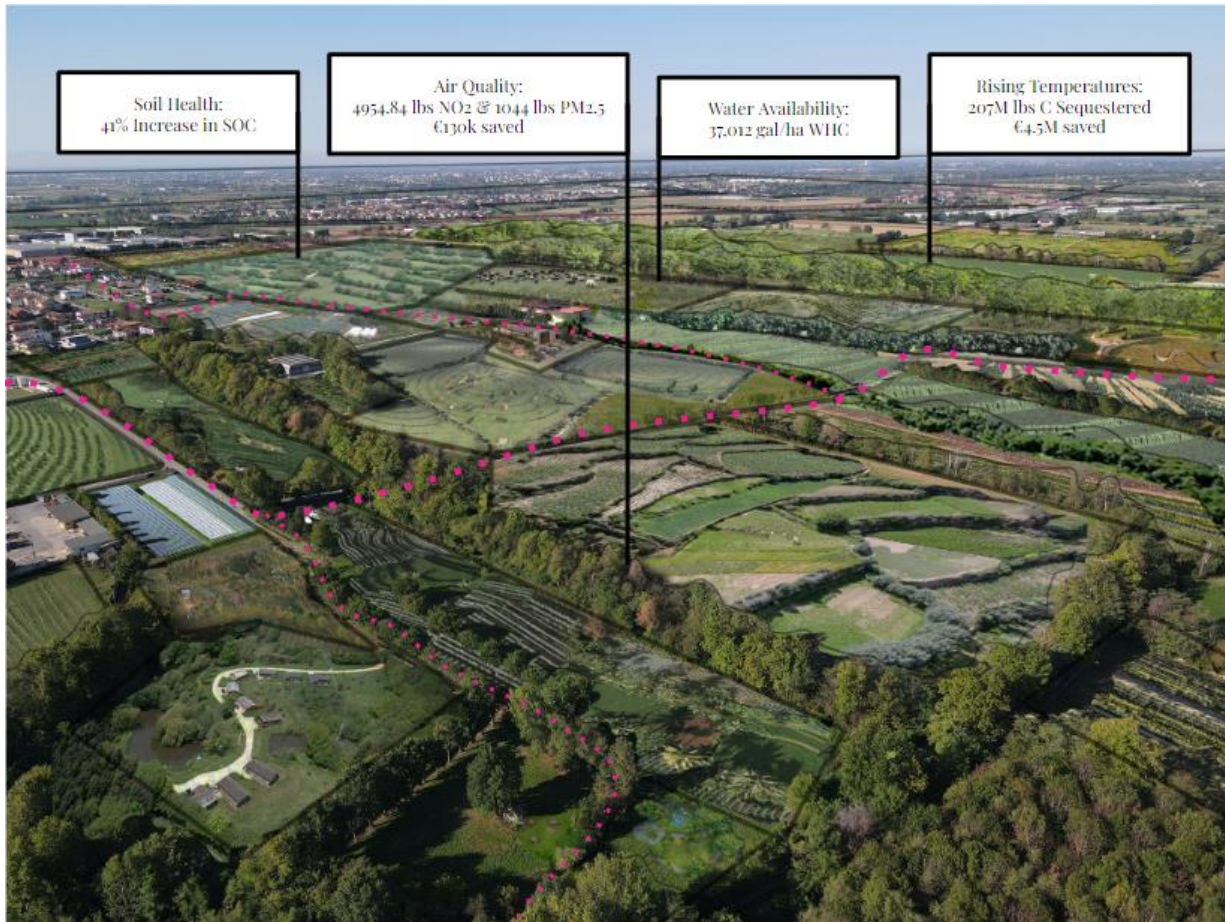 Soil Health:
41% Increase in SOC
Air Quality:
4954.84 lbs NO2 & 1044 lbs PM2.5
€130k saved
Water Availability:
37.012 gal/ha WHC
Rising Temperatures:
207M lbs C Sequestered
€4.5M saved